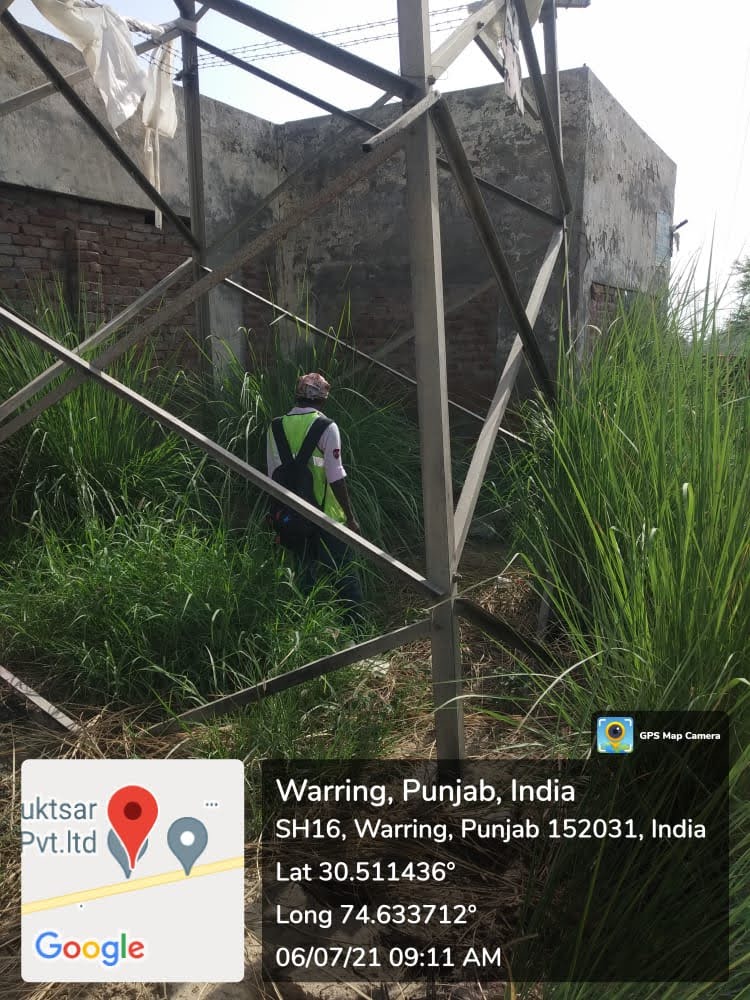 GPS Map Camera
uktsar
Pvt.ltd
Google
Warring, Punjab, India
SH16, Warring, Punjab 152031, India
Lat 30.511436°
Long 74.633712°
06/07/21 09:11 AM